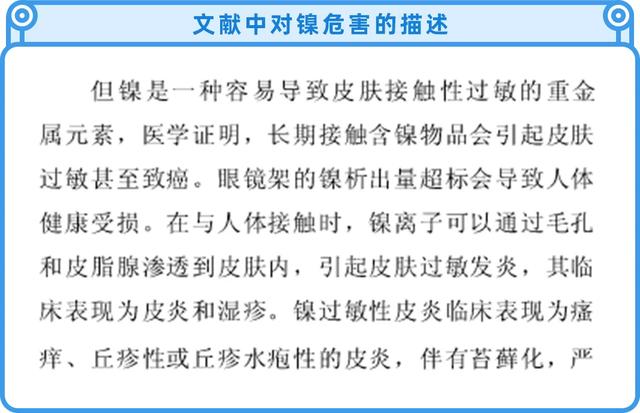 文献中对镍危害的描述
但镍是一种容易导致皮肤接触性过敏的重金
属元素，医学证明，长期接触含镍物品会引起皮肤
过敏甚至致癌。眼镜架的镍析出量超标会导致人体
健康受损。在与人体接触时，镍离子可以通过毛孔
和皮脂腺渗透到皮肤内，引起皮肤过敏发炎，其临
床表现为皮炎和湿疹。镍过敏性皮炎临床表现为瘙
痒、丘疹性或丘疹水疱性的皮炎，伴有苔藓化，严